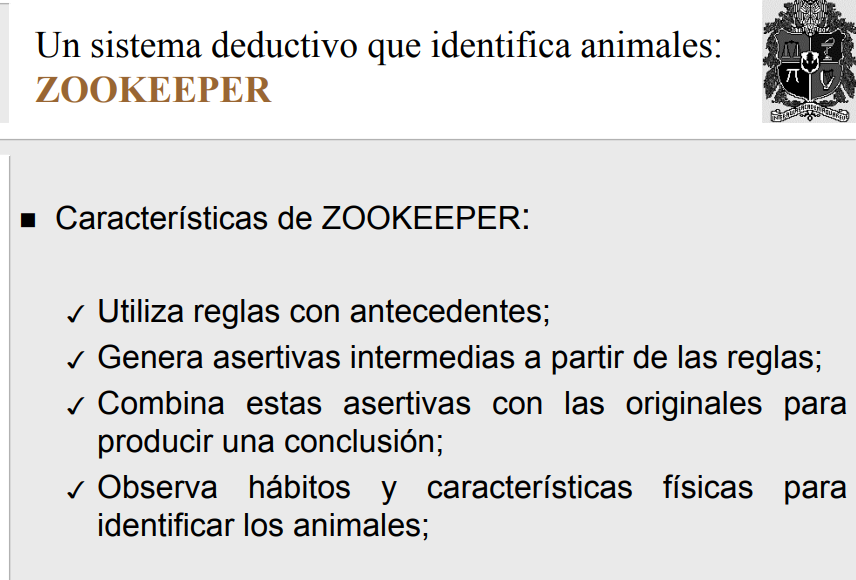 Un sistema deductivo que identifica animales:
ZOOKEEPER
■ Características de ZOOKEEPER:
✓ Utiliza reglas con antecedentes;
✓ Genera asertivas intermedias a partir de las reglas;
✓ Combina estas asertivas con las originales para
producir una conclusión;
✓ Observa hábitos y características físicas para
identificar los animales;